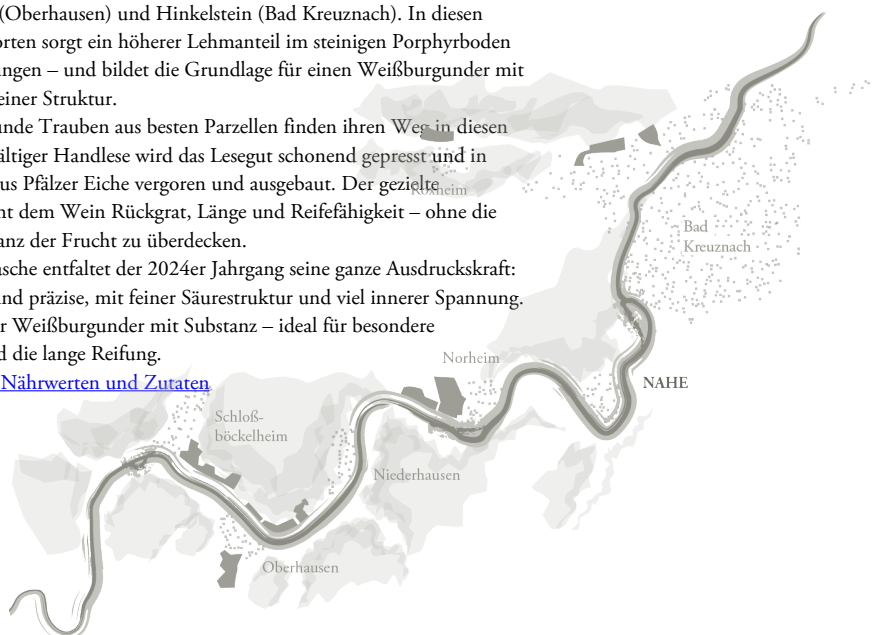 (Oberhausen) und Hinkelstein (Bad Kreuznach). In diesen
orten sorgt ein höherer Lehmanteil im steinigen Porphyrboden
ungen – und bildet die Grundlage für einen Weißburgunder mit
einer Struktur.
unde Trauben aus besten Parzellen finden ihren Weg in diesen
ältiger Handlese wird das Lesegut schonend gepresst und in
us Pfälzer Eiche vergoren und ausgebaut. Der gezielte
Roxheim
nt dem Wein Rückgrat, Länge und Reifefähigkeit – ohne die
anz der Frucht zu überdecken.
Bad
Kreuznach
asche entfaltet der 2024er Jahrgang seine ganze Ausdruckskraft:
und präzise, mit feiner Säurestruktur und viel innerer Spannung.
r Weißburgunder mit Substanz – ideal für besondere
d die lange Reifung.
Norheim
Nährwerten und Zutaten
NAHE
Schloß-
böckelheim
Niederhausen
Oberhausen